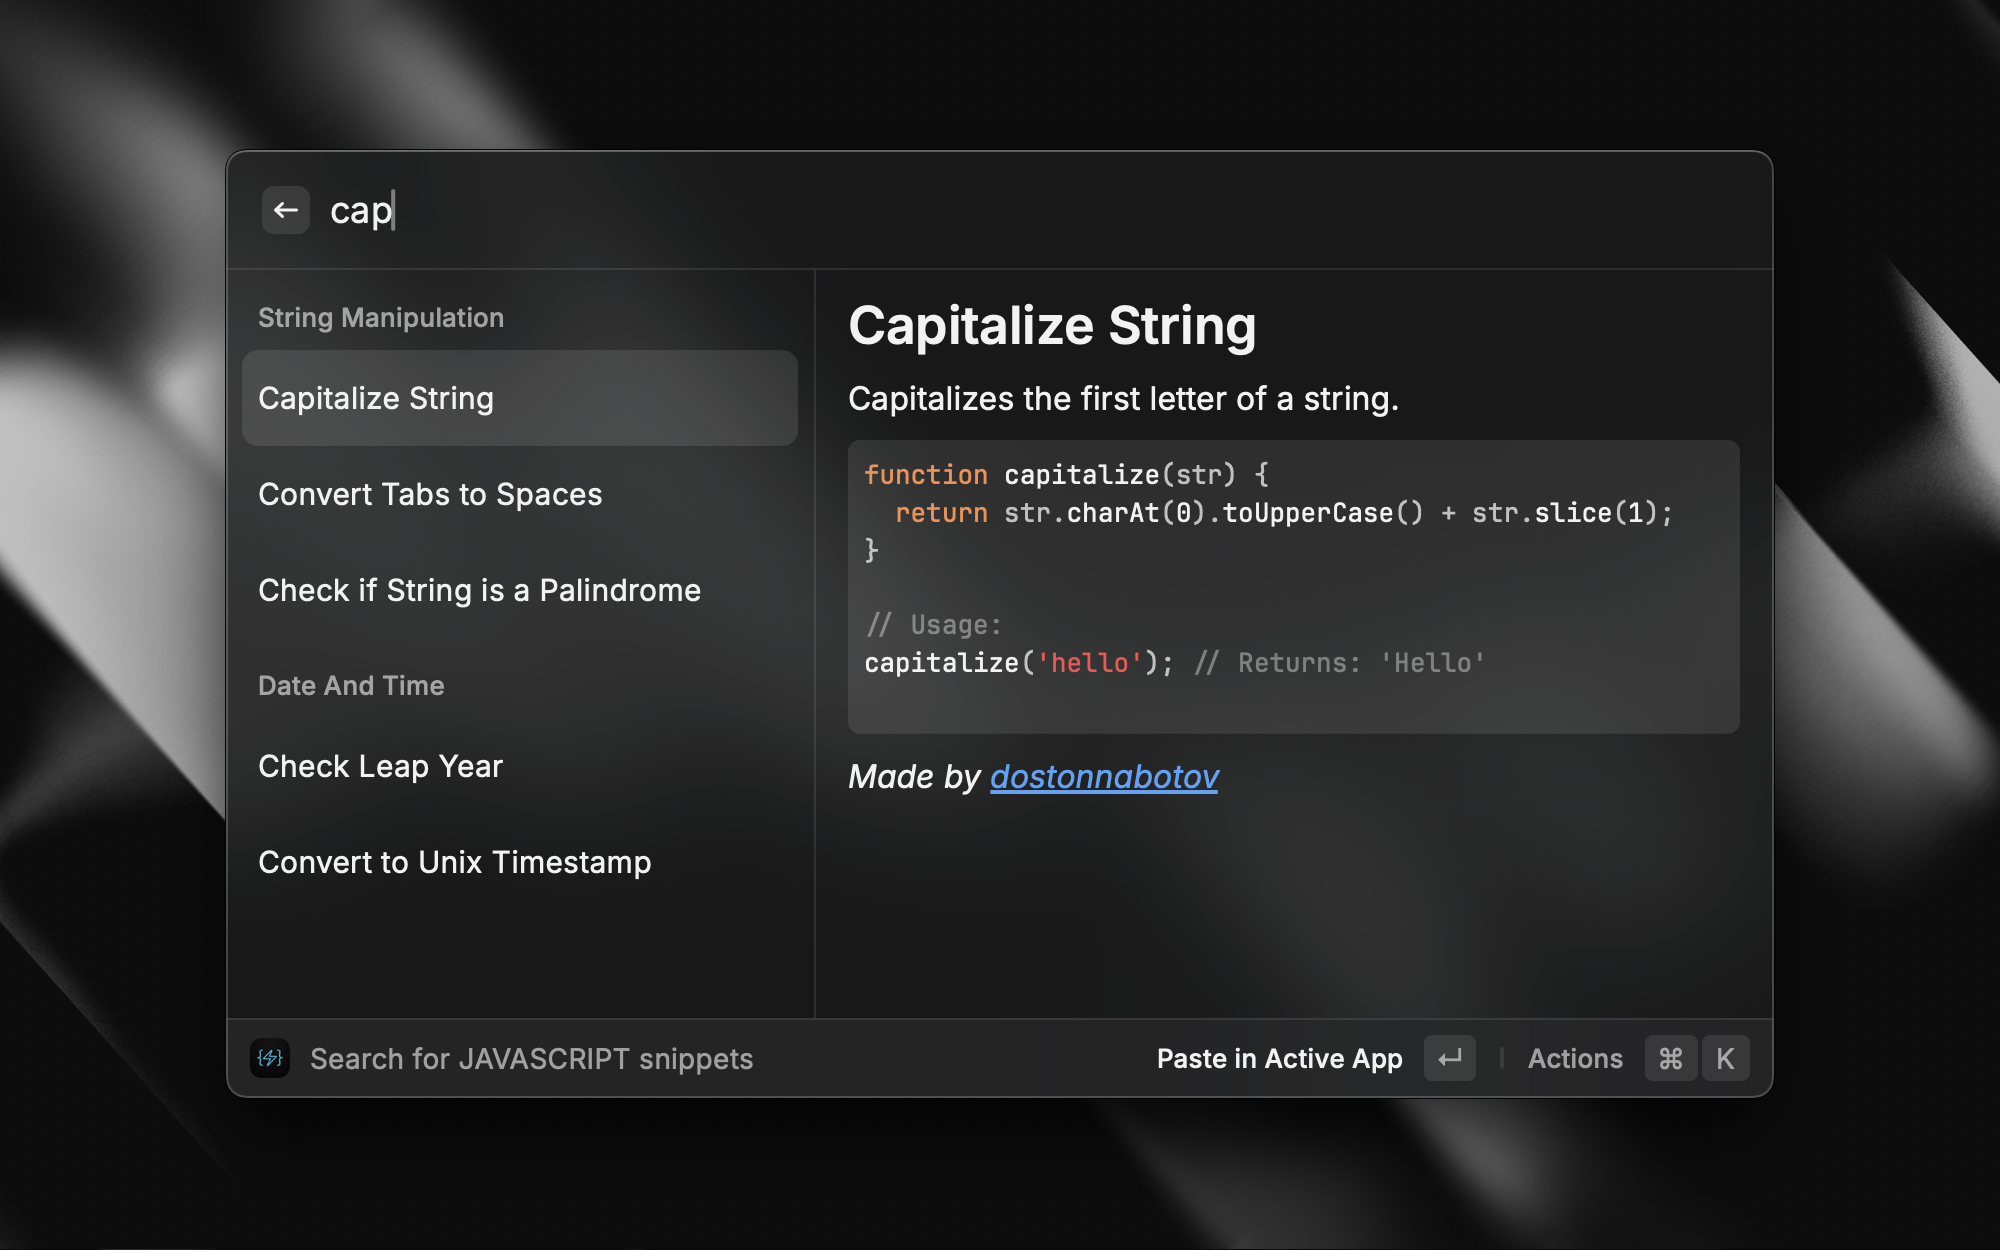 cap
String Manipulation
Capitalize String
Convert Tabs to Spaces
Check if String is a Palindrome
Date And Time
Check Leap Year
Convert to Unix Timestamp
Capitalize String
Capitalizes the first letter of a string.
function capitalize(str) {
  return str.charAt(0).toUpperCase() + str.slice(1);
}
// Usage:
capitalize('hello'); // Returns: 'Hello'
Made by dostonnabotov
Search for JAVASCRIPT snippets
Paste in Active App ↵ | Actions ⌘ K